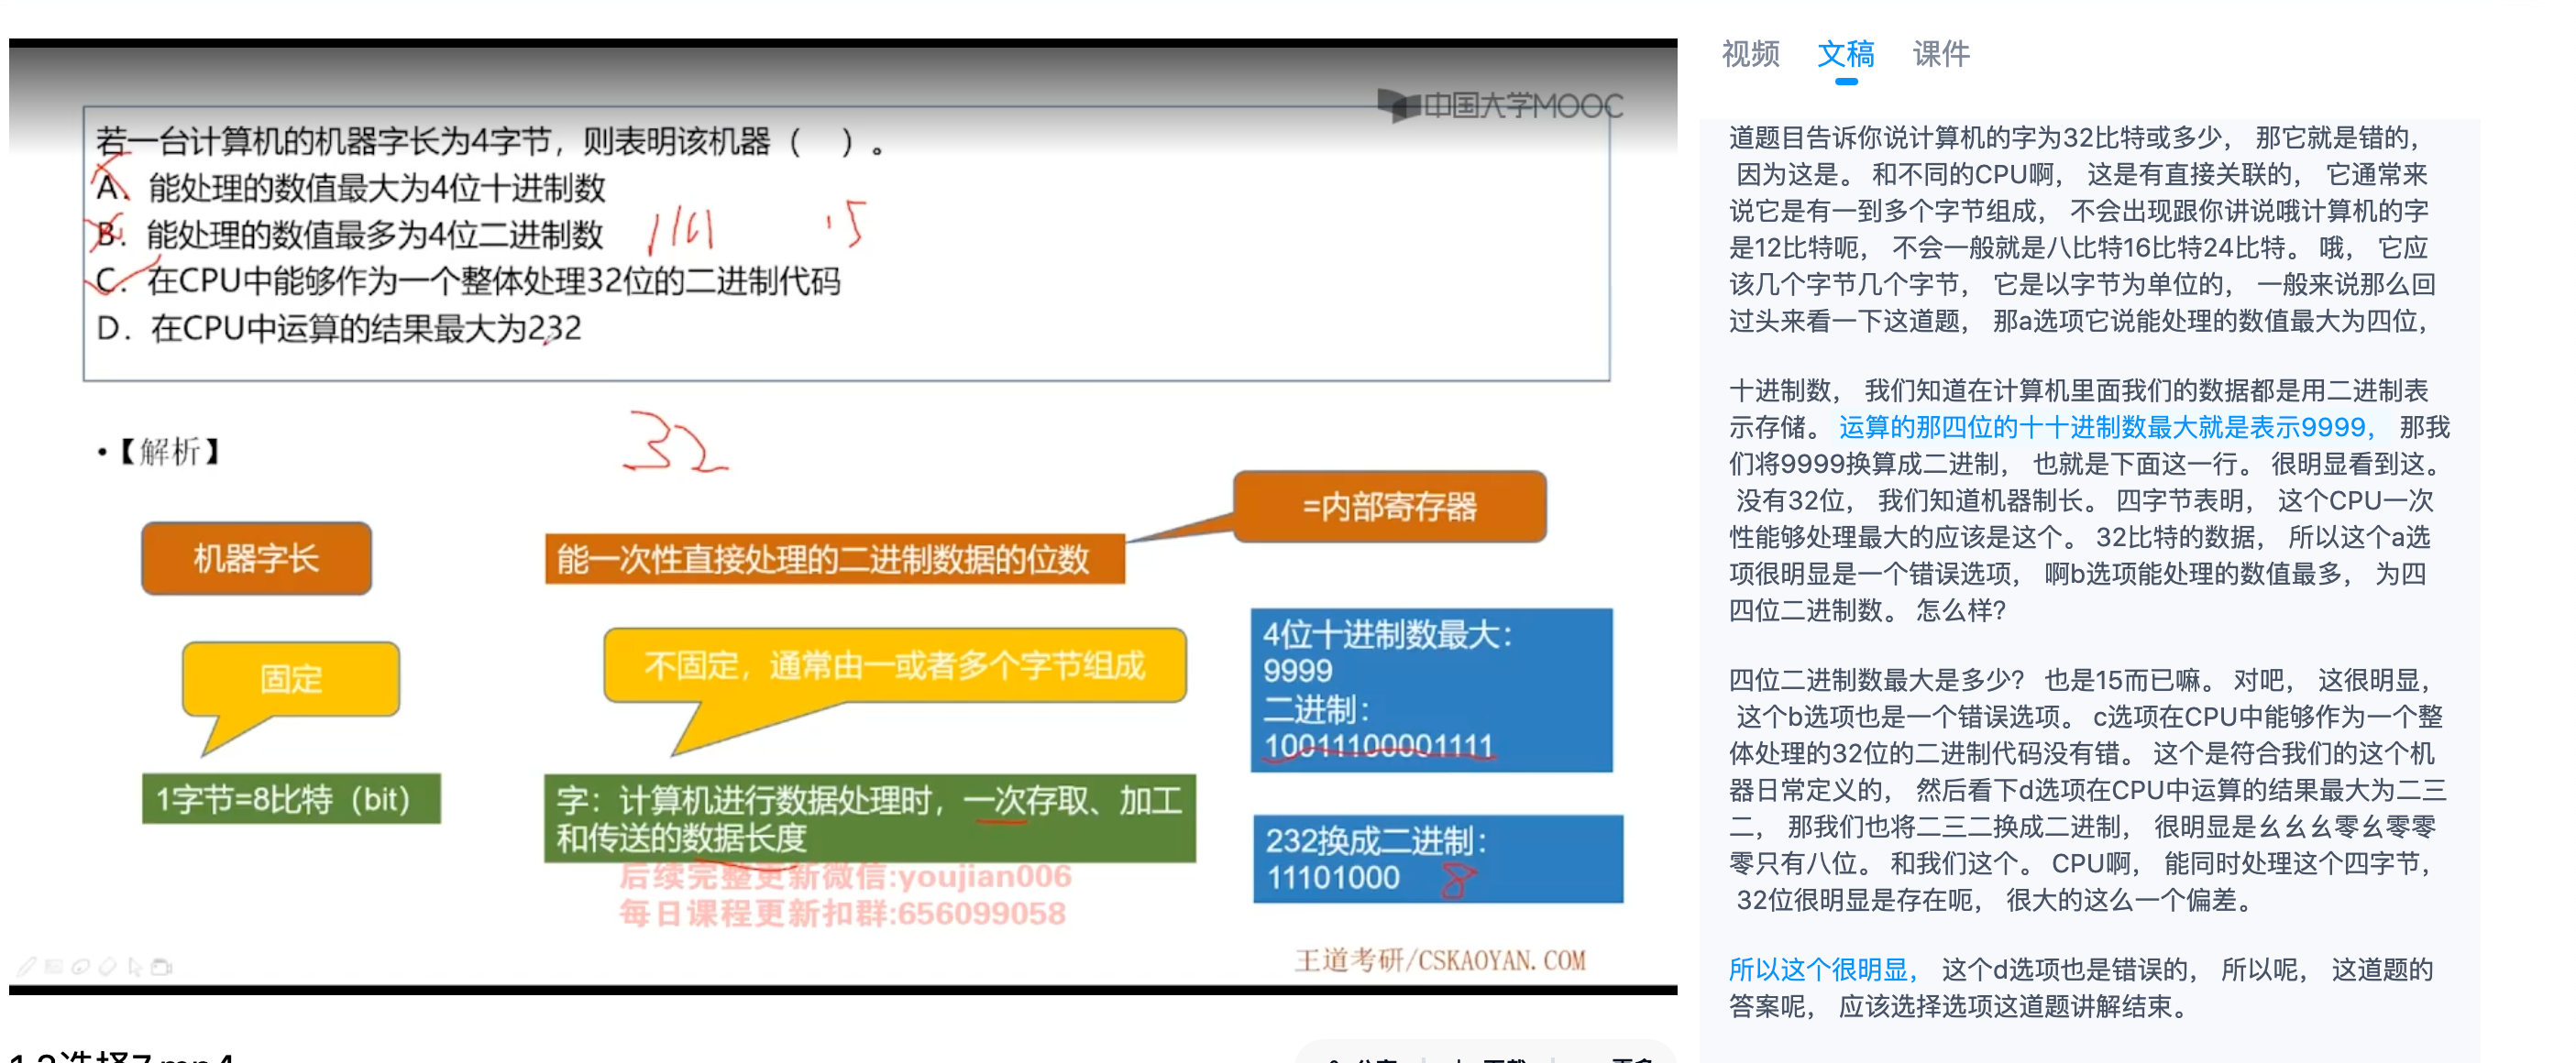 视频 文稿 课件
中国大学MOOC
若一台计算机的机器字长为4字节，则表明该机器（ ）。
A、能处理的数值最大为4位十进制数
B．能处理的数值最多为4位二进制数 1111 15
C．在CPU中能够作为一个整体处理32位的二进制代码
D．在CPU中运算的结果最大为232
•【解析】
32
=内部寄存器
机器字长
能一次性直接处理的二进制数据的位数
固定
不固定，通常由一或者多个字节组成
4位十进制数最大：
9999
二进制：
10011100001111
1字节=8比特（bit）
字：计算机进行数据处理时，一次存取、加工
和传送的数据长度
232换成二进制：
11101000 8
后续完整更新微信:youjian006
每日课程更新扣群:656099058
王道考研/CSKAOYAN.COM
道题目告诉你说计算机的字为32比特或多少， 那它就是错的，
因为这是。 和不同的CPU啊， 这是有直接关联的， 它通常来
说它是有一到多个字节组成， 不会出现跟你讲说哦计算机的字
是12比特呃， 不会一般就是八比特16比特24比特。 哦， 它应
该几个字节几个字节， 它是以字节为单位的， 一般来说那么回
过头来看一下这道题， 那a选项它说能处理的数值最大为四位，
十进制数， 我们知道在计算机里面我们的数据都是用二进制表
示存储。 运算的那四位的十十进制数最大就是表示9999， 那我
们将9999换算成二进制， 也就是下面这一行。 很明显看到这。
没有32位， 我们知道机器制长。 四字节表明， 这个CPU一次
性能够处理最大的应该是这个。 32比特的数据， 所以这个a选
项很明显是一个错误选项， 啊b选项能处理的数值最多， 为四
四位二进制数。 怎么样?
四位二进制数最大是多少? 也是15而已嘛。 对吧， 这很明显，
这个b选项也是一个错误选项。 c选项在CPU中能够作为一个整
体处理的32位的二进制代码没有错。 这个是符合我们的这个机
器日常定义的， 然后看下d选项在CPU中运算的结果最大为二三
二， 那我们也将二三二换成二进制， 很明显是幺幺幺零幺零零
零只有八位。 和我们这个。 CPU啊， 能同时处理这个四字节，
32位很明显是存在呃， 很大的这么一个偏差。
所以这个很明显， 这个d选项也是错误的， 所以呢， 这道题的
答案呢， 应该选择选项这道题讲解结束。